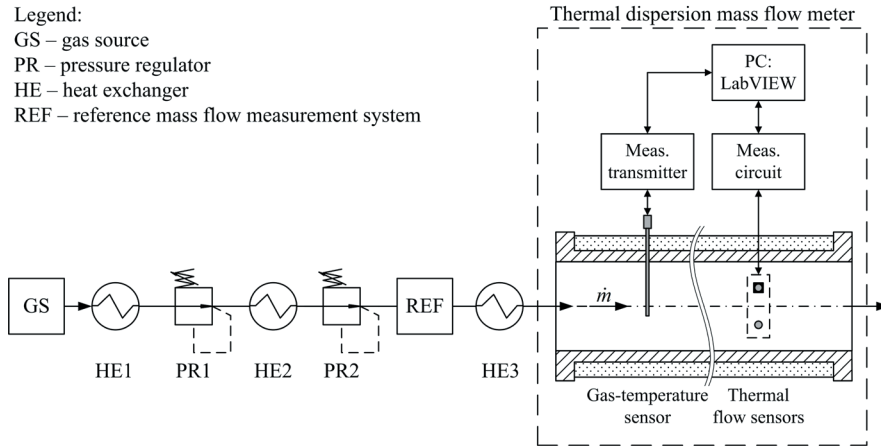 Legend:
GS – gas source
PR – pressure regulator
HE – heat exchanger
REF – reference mass flow measurement system
Thermal dispersion mass flow meter
PC:
LabVIEW
Meas.
transmitter
Meas.
circuit
GS
REF
ṁ
HE1
PR1
HE2
PR2
HE3
Gas-temperature
sensor
Thermal
flow sensors